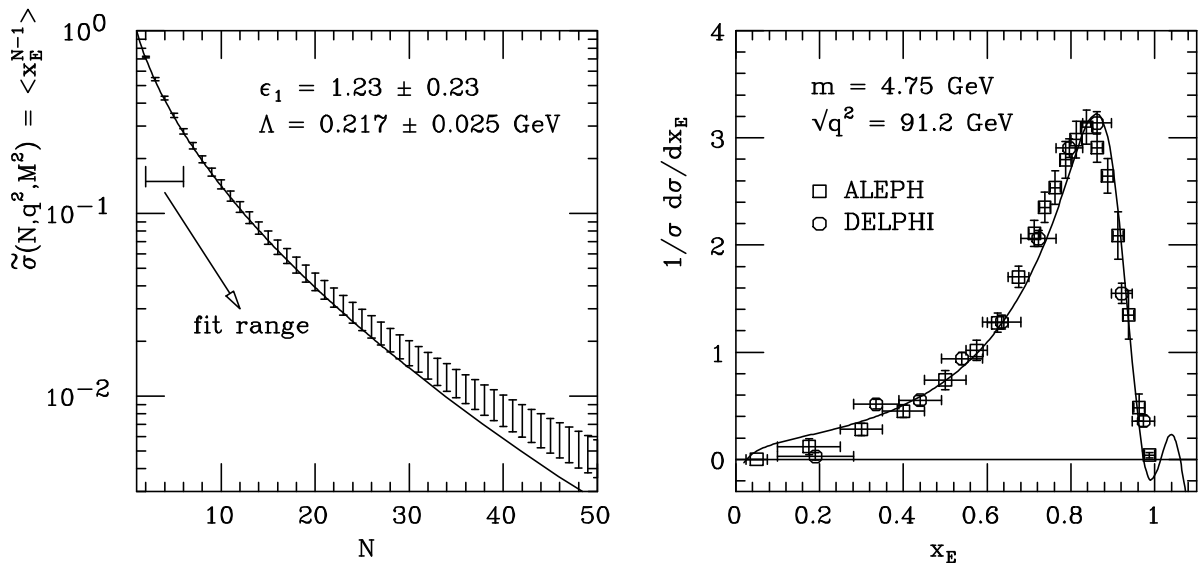 σ̃(N,q²,M²) = <x_E^{N-1}>
10⁰
10⁻¹
10⁻²
ϵ₁ = 1.23 ± 0.23
Λ = 0.217 ± 0.025 GeV
fit range
10
20
30
40
50
N
1/σ dσ/dx_E
4
3
2
1
0
m = 4.75 GeV
√q² = 91.2 GeV
ALEPH
DELPHI
0
0.2
0.4
0.6
0.8
1
x_E